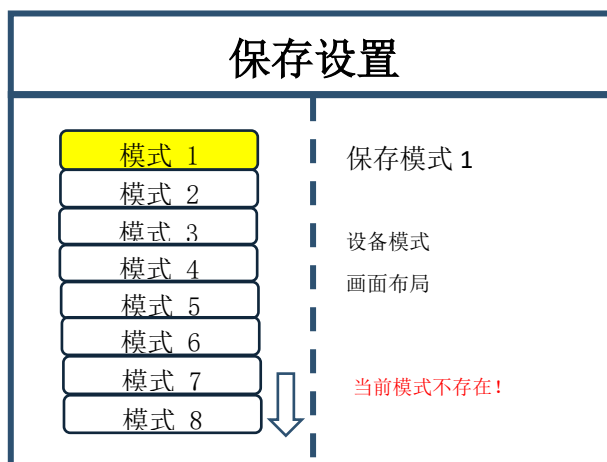 保存设置
模式 1
模式 2
模式 3
模式 4
模式 5
模式 6
模式 7
模式 8
保存模式 1
设备模式
画面布局
当前模式不存在！